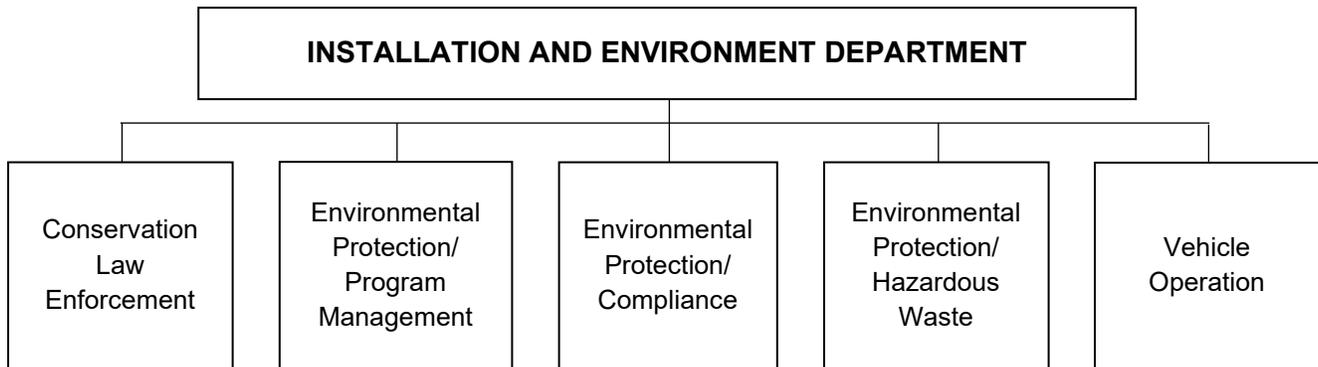 INSTALLATION AND ENVIRONMENT DEPARTMENT
Conservation
Law
Enforcement
Environmental
Protection/
Program
Management
Environmental
Protection/
Compliance
Environmental
Protection/
Hazardous
Waste
Vehicle
Operation